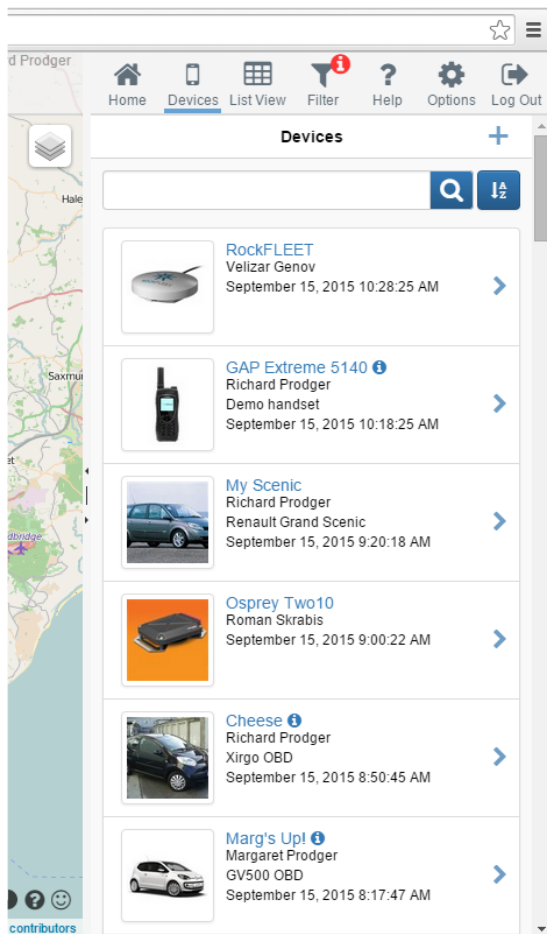 d Prodger
Home Devices List View Filter Help Options Log Out
Devices
Hale
RockFLEET
Velizar Genov
September 15, 2015 10:28:25 AM
GAP Extreme 5140
Richard Prodger
Demo handset
September 15, 2015 10:18:25 AM
Saxmu
et
My Scenic
Richard Prodger
Renault Grand Scenic
September 15, 2015 9:20:18 AM
dbridge
Osprey Two10
Roman Skrabis
September 15, 2015 9:00:22 AM
Cheese
Richard Prodger
Xirgo OBD
September 15, 2015 8:50:45 AM
Marg's Up!
Margaret Prodger
GV500 OBD
September 15, 2015 8:17:47 AM
contributors